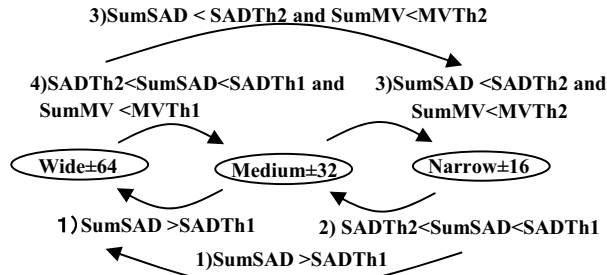 3)SumSAD < SADTh2 and SumMV<MVTh2
4)SADTh2<SumSAD<SADTh1 and
SumMV <MVTh1
3)SumSAD <SADTh2 and
SumMV<MVTh2
Wide±64
Medium±32
Narrow±16
1)SumSAD >SADTh1
2) SADTh2<SumSAD<SADTh1
1)SumSAD >SADTh1